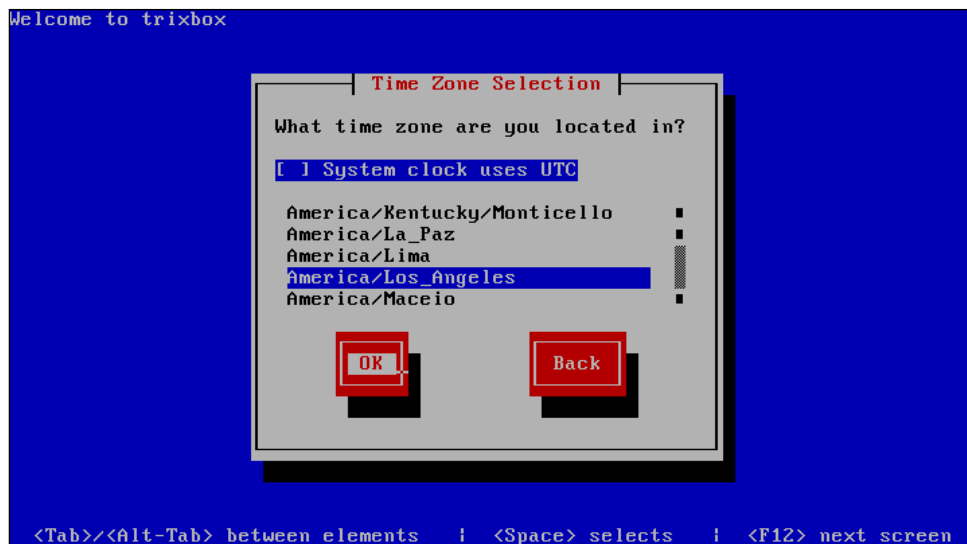 Welcome to trixbox
Time Zone Selection
What time zone are you located in?
[ ] System clock uses UTC
America/Kentucky/Monticello
America/La_Paz
America/Lima
America/Los_Angeles
America/Maceio
OK Back
<Tab>/<Alt-Tab> between elements | <Space> selects | <F12> next screen